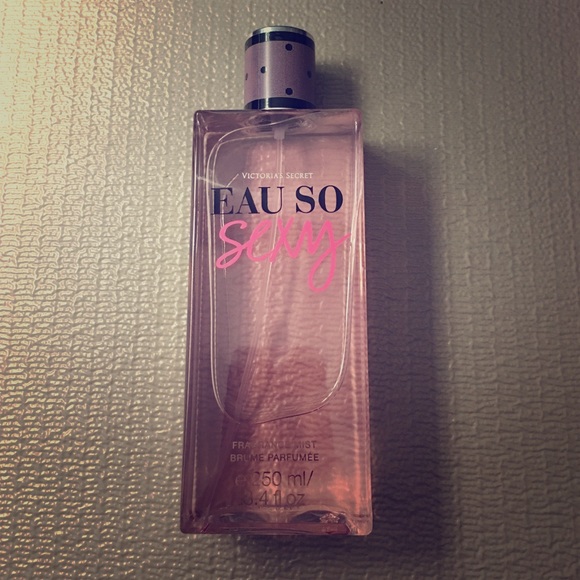 VICTORIA'S SECRET
EAU SO
sexy
FRAGRANCE MIST
BRUME PARFUMÉE
250 ml/
8.4 fl oz